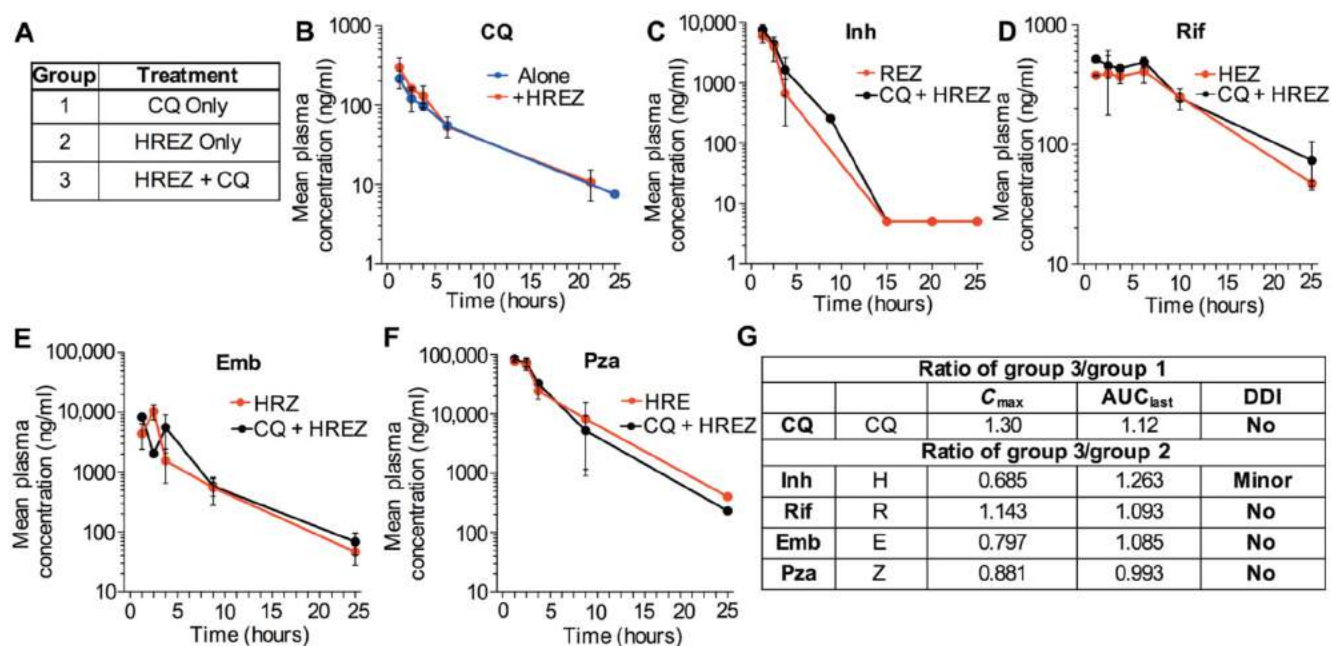 A
Group Treatment
1 CQ Only
2 HREZ Only
3 HREZ + CQ
B
CQ
Alone
+HREZ
Mean plasma
concentration (ng/ml)
1000
100
10
1
0 5 10 15 20 25
Time (hours)
C
Inh
REZ
CQ + HREZ
Mean plasma
concentration (ng/ml)
10,000
1000
100
10
1
0 5 10 15 20 25
Time (hours)
D
Rif
HEZ
CQ + HREZ
Mean plasma
concentration (ng/ml)
1000
100
10
0 5 10 15 20 25
Time (hours)
E
Emb
HRZ
CQ + HREZ
Mean plasma
concentration (ng/ml)
100,000
10,000
1000
100
10
0 5 10 15 20 25
Time (hours)
F
Pza
HRE
CQ + HREZ
Mean plasma
concentration (ng/ml)
100,000
10,000
1000
100
10
0 5 10 15 20 25
Time (hours)
G
Ratio of group 3/group 1
Cmax AUClast DDI
CQ CQ 1.30 1.12 No
Ratio of group 3/group 2
Inh H 0.685 1.263 Minor
Rif R 1.143 1.093 No
Emb E 0.797 1.085 No
Pza Z 0.881 0.993 No